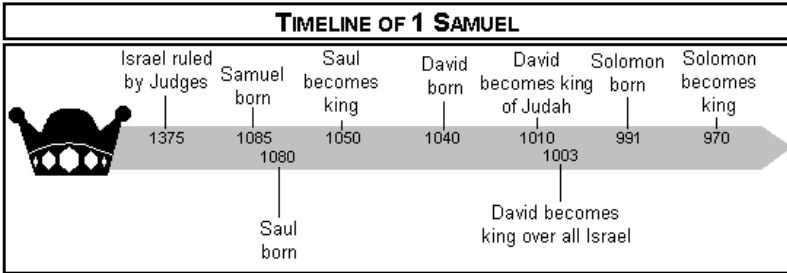 TIMELINE OF 1 SAMUEL
Israel ruled
by Judges
Samuel
born
Saul
becomes
king
David
born
David
becomes king
of Judah
Solomon
born
Solomon
becomes
king
1375
1085
1050
1040
1010
991
970
1080
1003
Saul
born
David becomes
king over all Israel